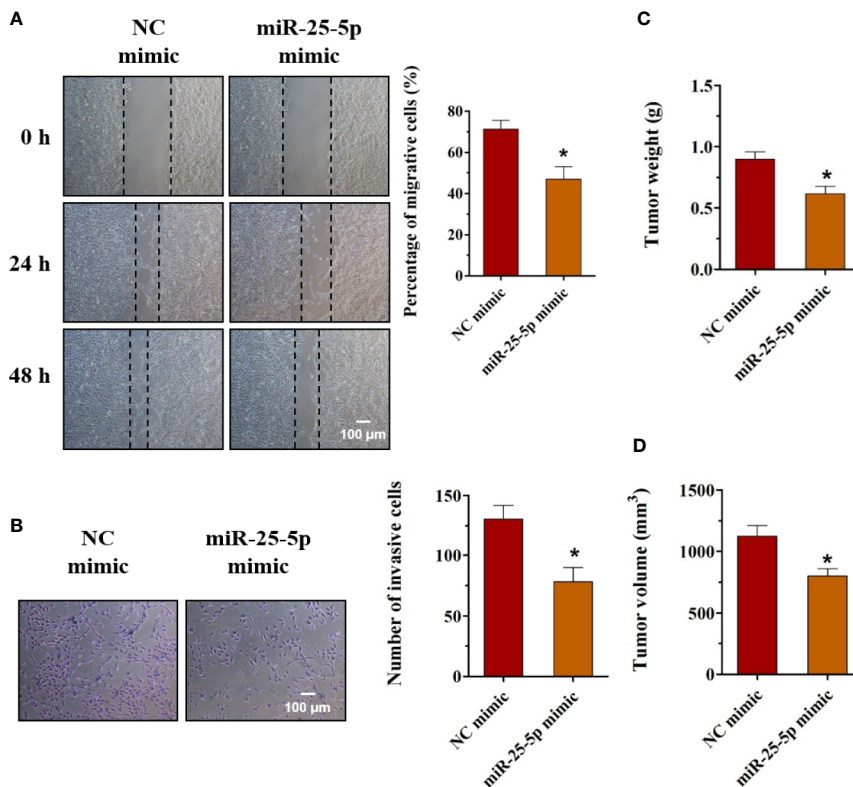 A
NC
mimic
miR-25-5p
mimic
0 h
24 h
48 h
100 µm
Percentage of migrative cells (%)
80
60
40
20
0
*
NC mimic
miR-25-5p mimic
C
Tumor weight (g)
1.5
1.0
0.5
0.0
*
NC mimic
miR-25-5p mimic
B
NC
mimic
miR-25-5p
mimic
100 µm
Number of invasive cells
150
100
50
0
*
NC mimic
miR-25-5p mimic
D
Tumor volume (mm³)
1500
1000
500
0
*
NC mimic
miR-25-5p mimic